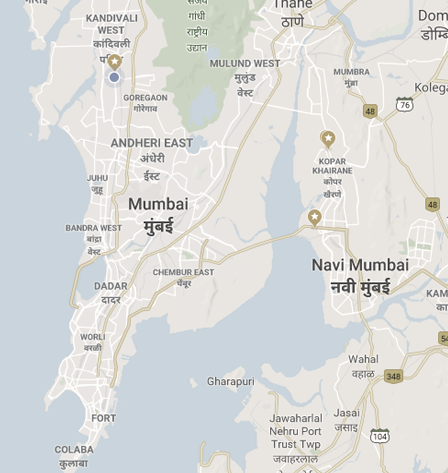 संजय
गांधी
राष्ट्रीय
उद्यान
Thane
ठाणे
KANDIVALI
WEST
कांदिवली
MULUND WEST
मुलुंड
वेस्ट
MUMBRA
मुंब्रा
48
76
GOREGAON
गोरेगाव
ANDHERI EAST
अंधेरी
ईस्ट
KOPAR
KHAIRANE
कोपर
खैरणे
JUHU
जुहू
Mumbai
मुंबई
48
BANDRA WEST
बांद्रा
वेस्ट
CHEMBUR EAST
चेंबूर
Navi Mumbai
नवी मुंबई
DADAR
दादर
WORLI
वरळी
Wahal
वहाळ
348
Gharapuri
FORT
Jawaharlal
Nehru Port
Trust Twp
जवाहरलाल
Jasai
जसाइ
104
COLABA
कुलाबा